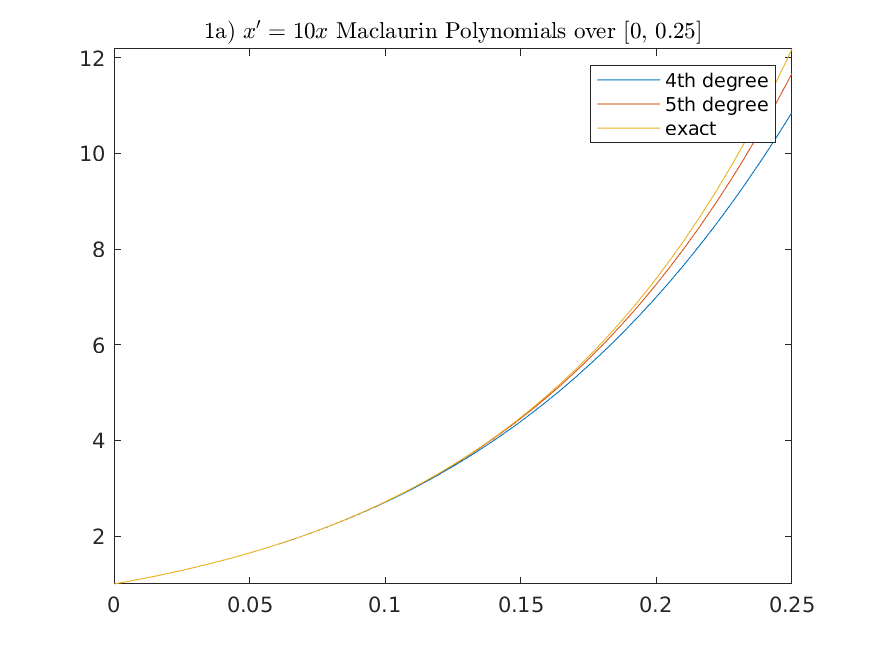 1a) x′ = 10x Maclaurin Polynomials over [0, 0.25]
12
10
8
6
4
2
4th degree
5th degree
exact
0 0.05 0.1 0.15 0.2 0.25